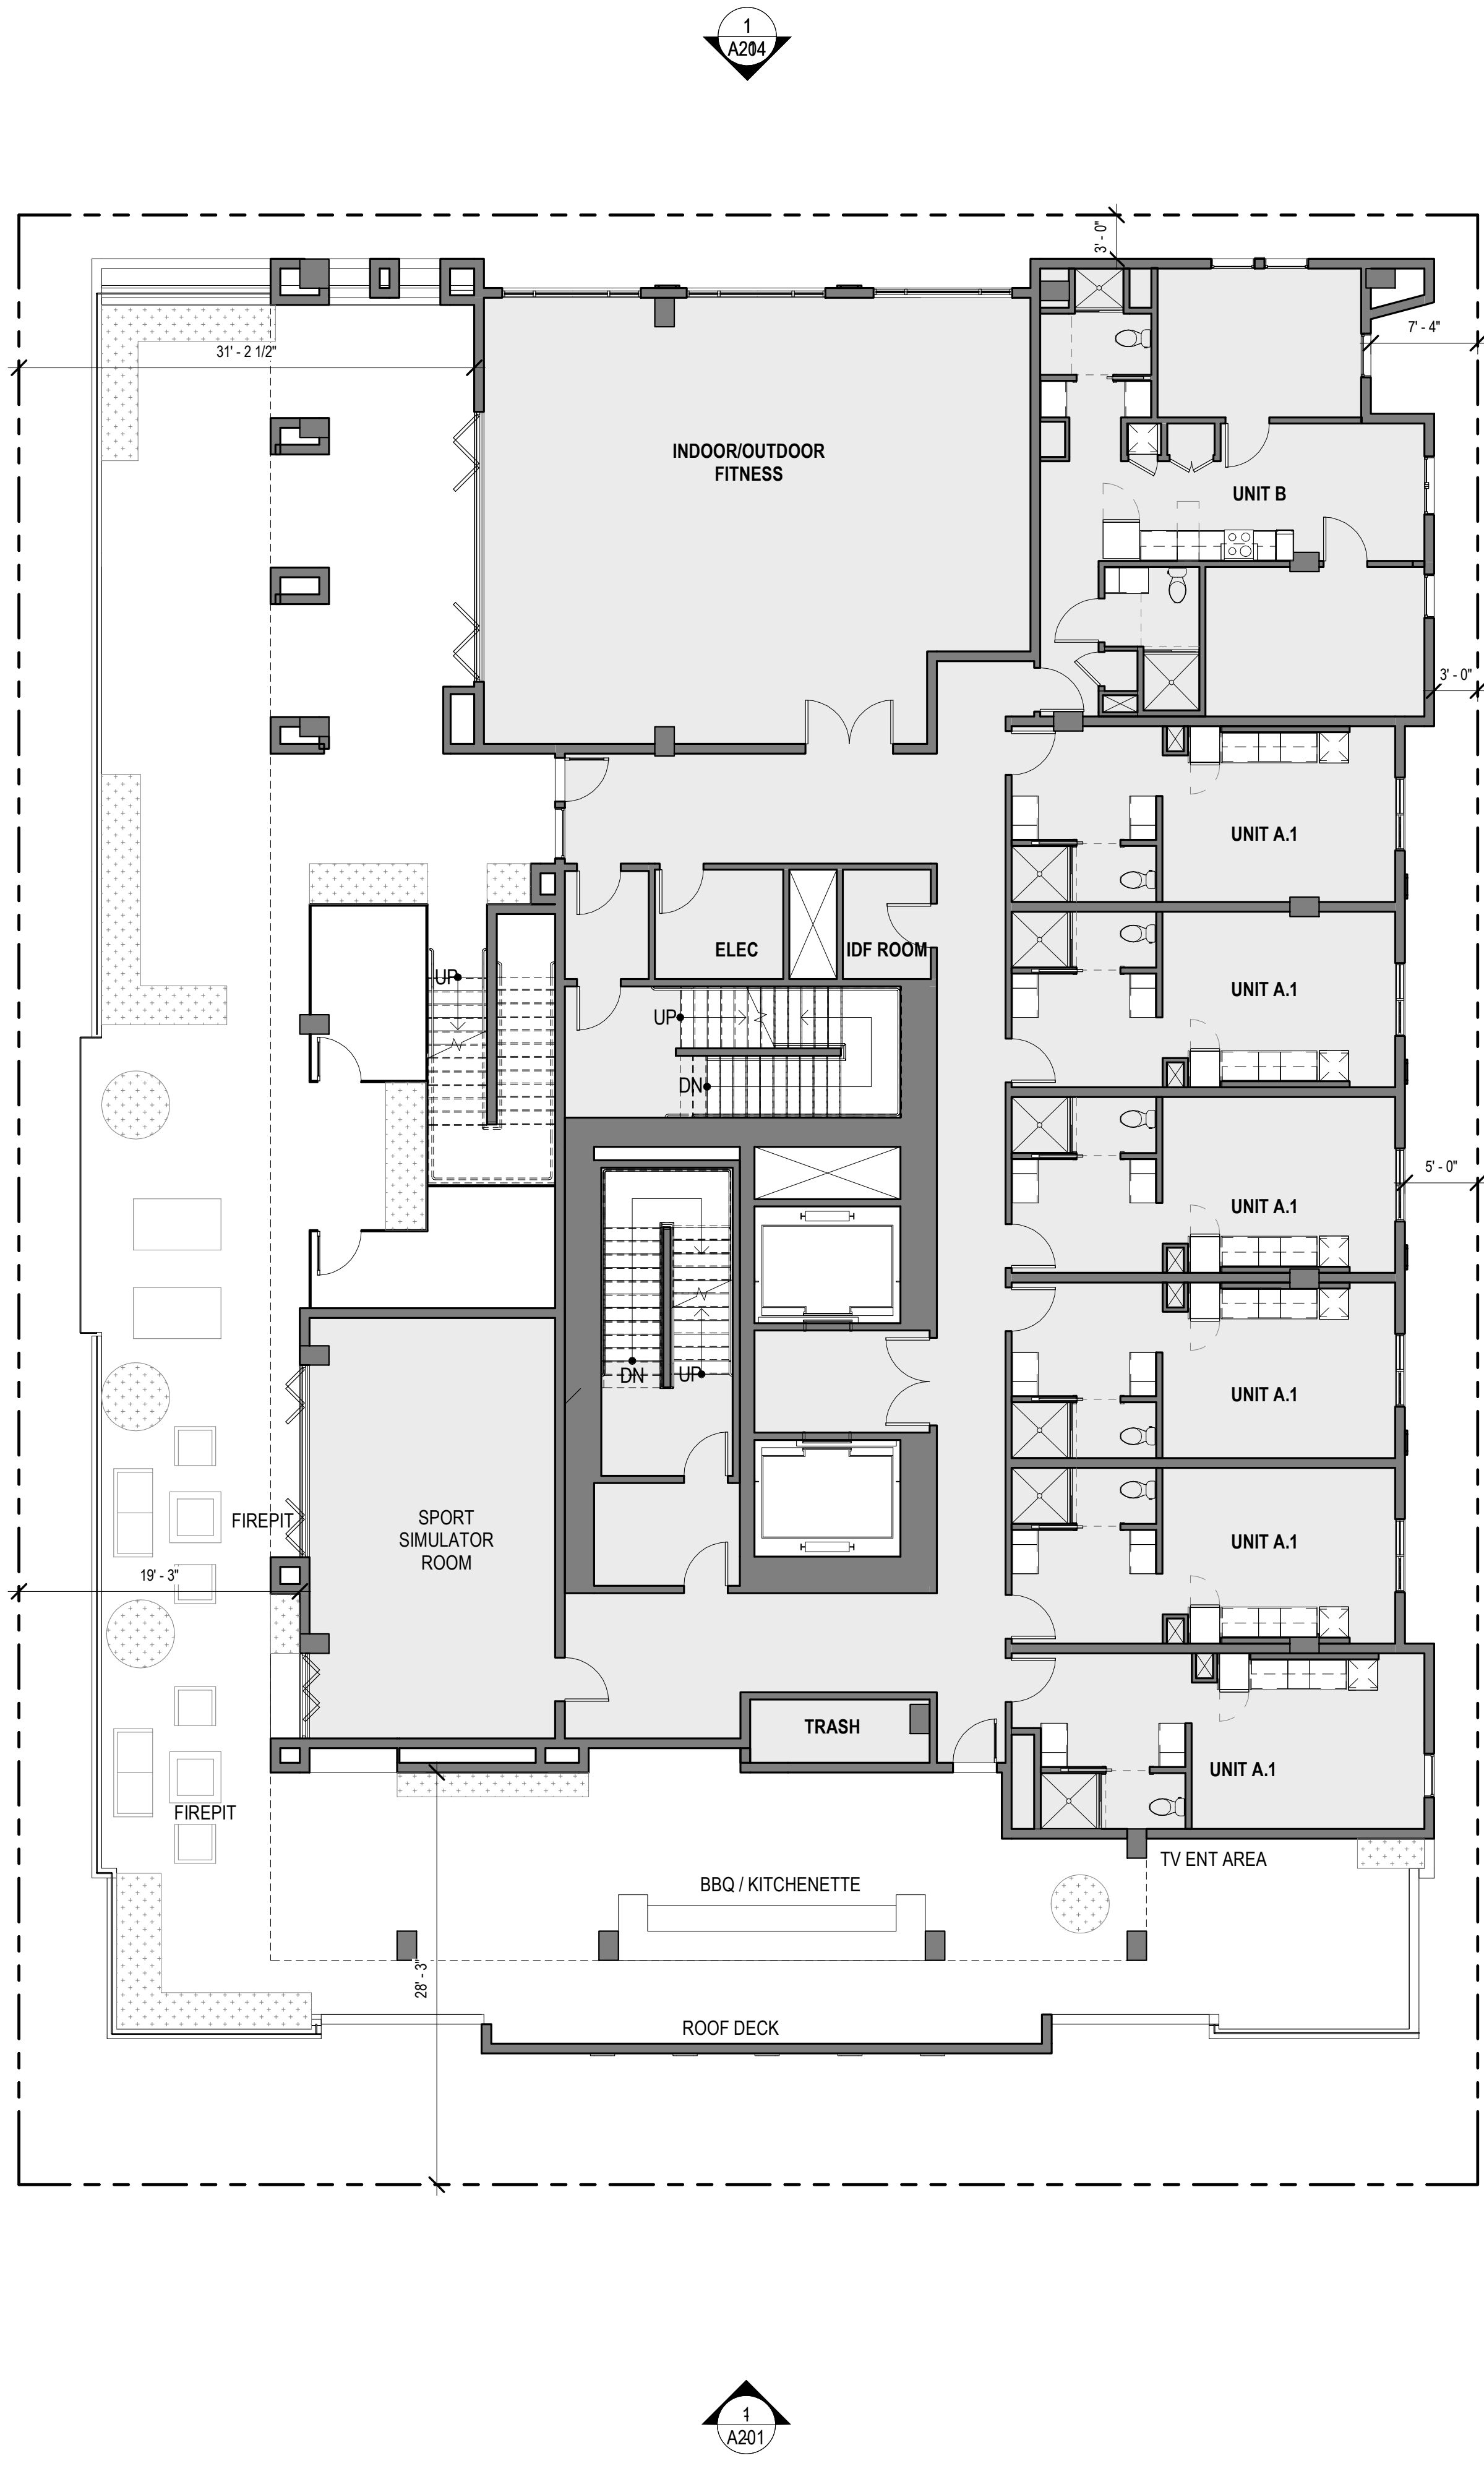 1
A204
3' - 0"
7' - 4"
31' - 2 1/2"
INDOOR/OUTDOOR
FITNESS
UNIT B
3' - 0"
UNIT A.1
ELEC
IDF ROOM
UP
UNIT A.1
UP
DN
5' - 0"
UNIT A.1
DN
UP
UNIT A.1
FIREPIT
SPORT
SIMULATOR
ROOM
UNIT A.1
19' - 3"
TRASH
UNIT A.1
FIREPIT
TV ENT AREA
BBQ / KITCHENETTE
28' - 3"
ROOF DECK
1
A201